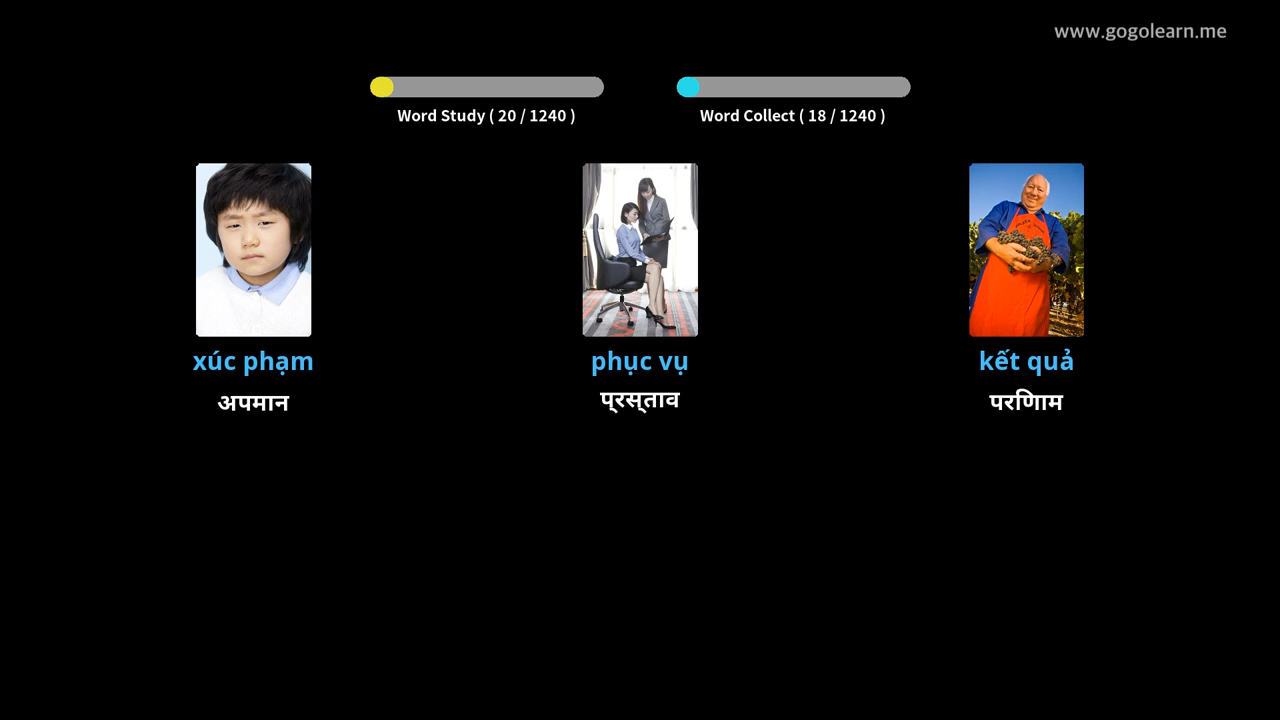 www.gogolearn.me
Word Study ( 20 / 1240 )
Word Collect ( 18 / 1240 )
xúc phạm
phục vụ
kết quả
अपमान
प्रस्ताव
परिणाम